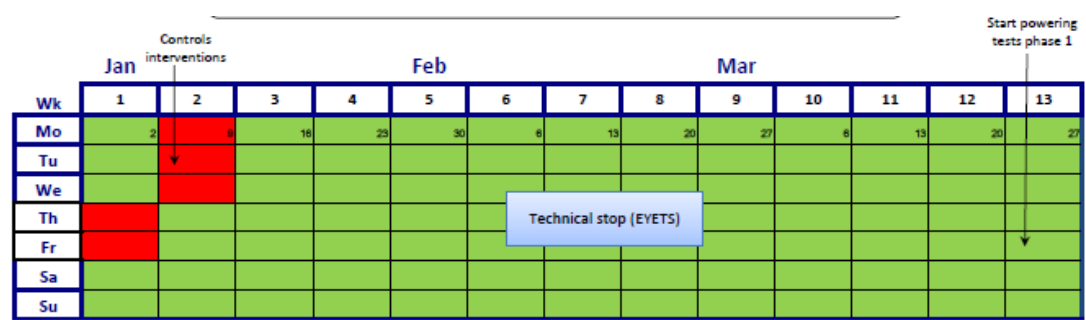 Start powering
tests phase 1
Controls
interventions
Jan Feb Mar
Wk 1 2 3 4 5 6 7 8 9 10 11 12 13
Mo 2 9 16 23 30 6 13 20 27 6 13 20 27
Tu
We
Th
Technical stop (EYETS)
Fr
Sa
Su